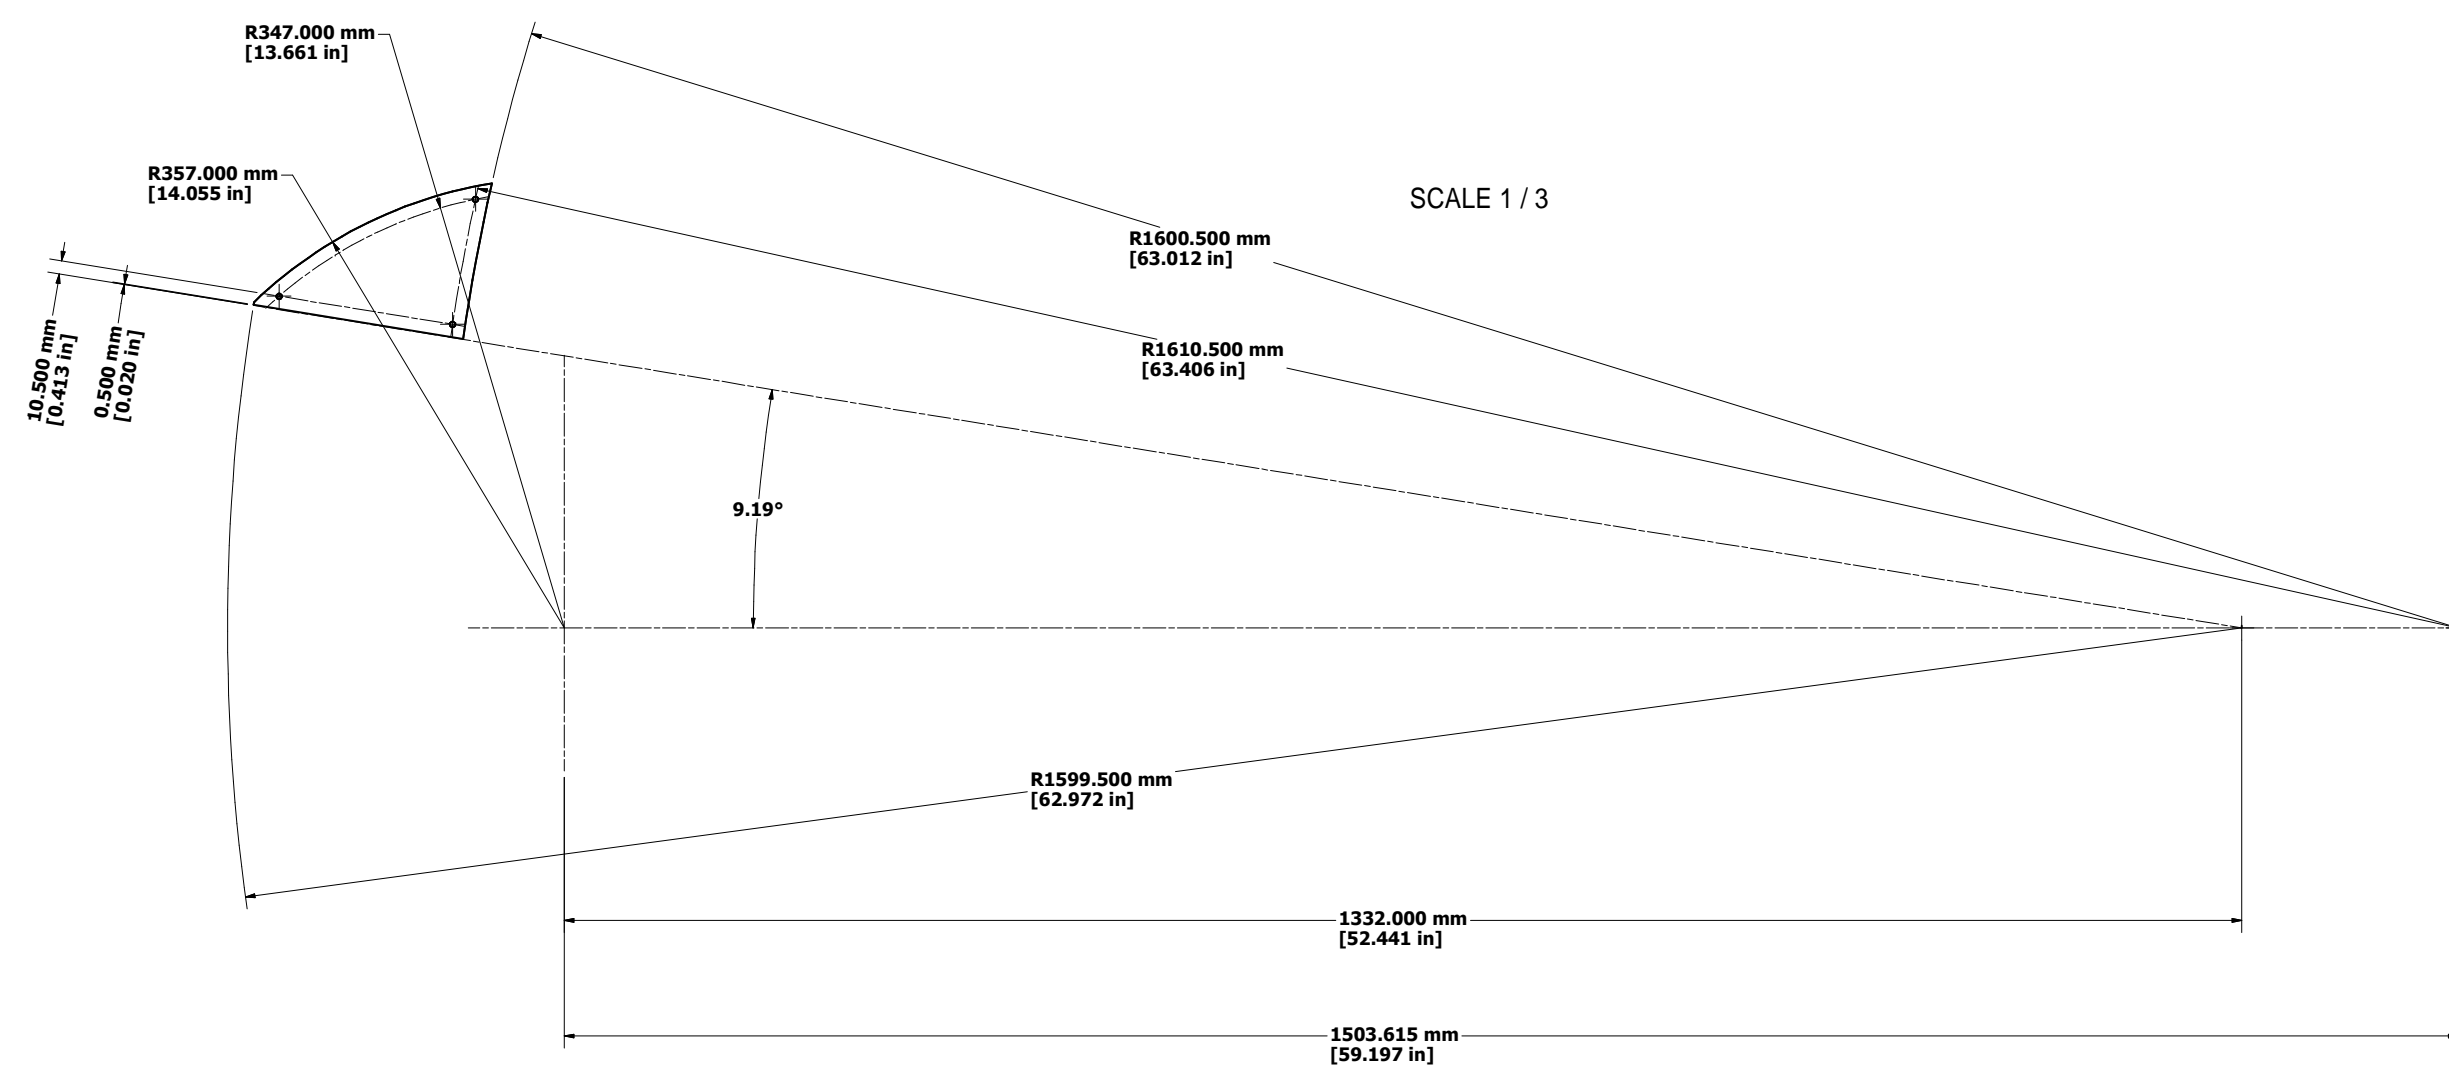 R347.000 mm
[13.661 in]
R357.000 mm
[14.055 in]
SCALE 1 / 3
R1600.500 mm
[63.012 in]
R1610.500 mm
[63.406 in]
10.500 mm
[0.413 in]
0.500 mm
[0.020 in]
9.19°
R1599.500 mm
[62.972 in]
1332.000 mm
[52.441 in]
1503.615 mm
[59.197 in]